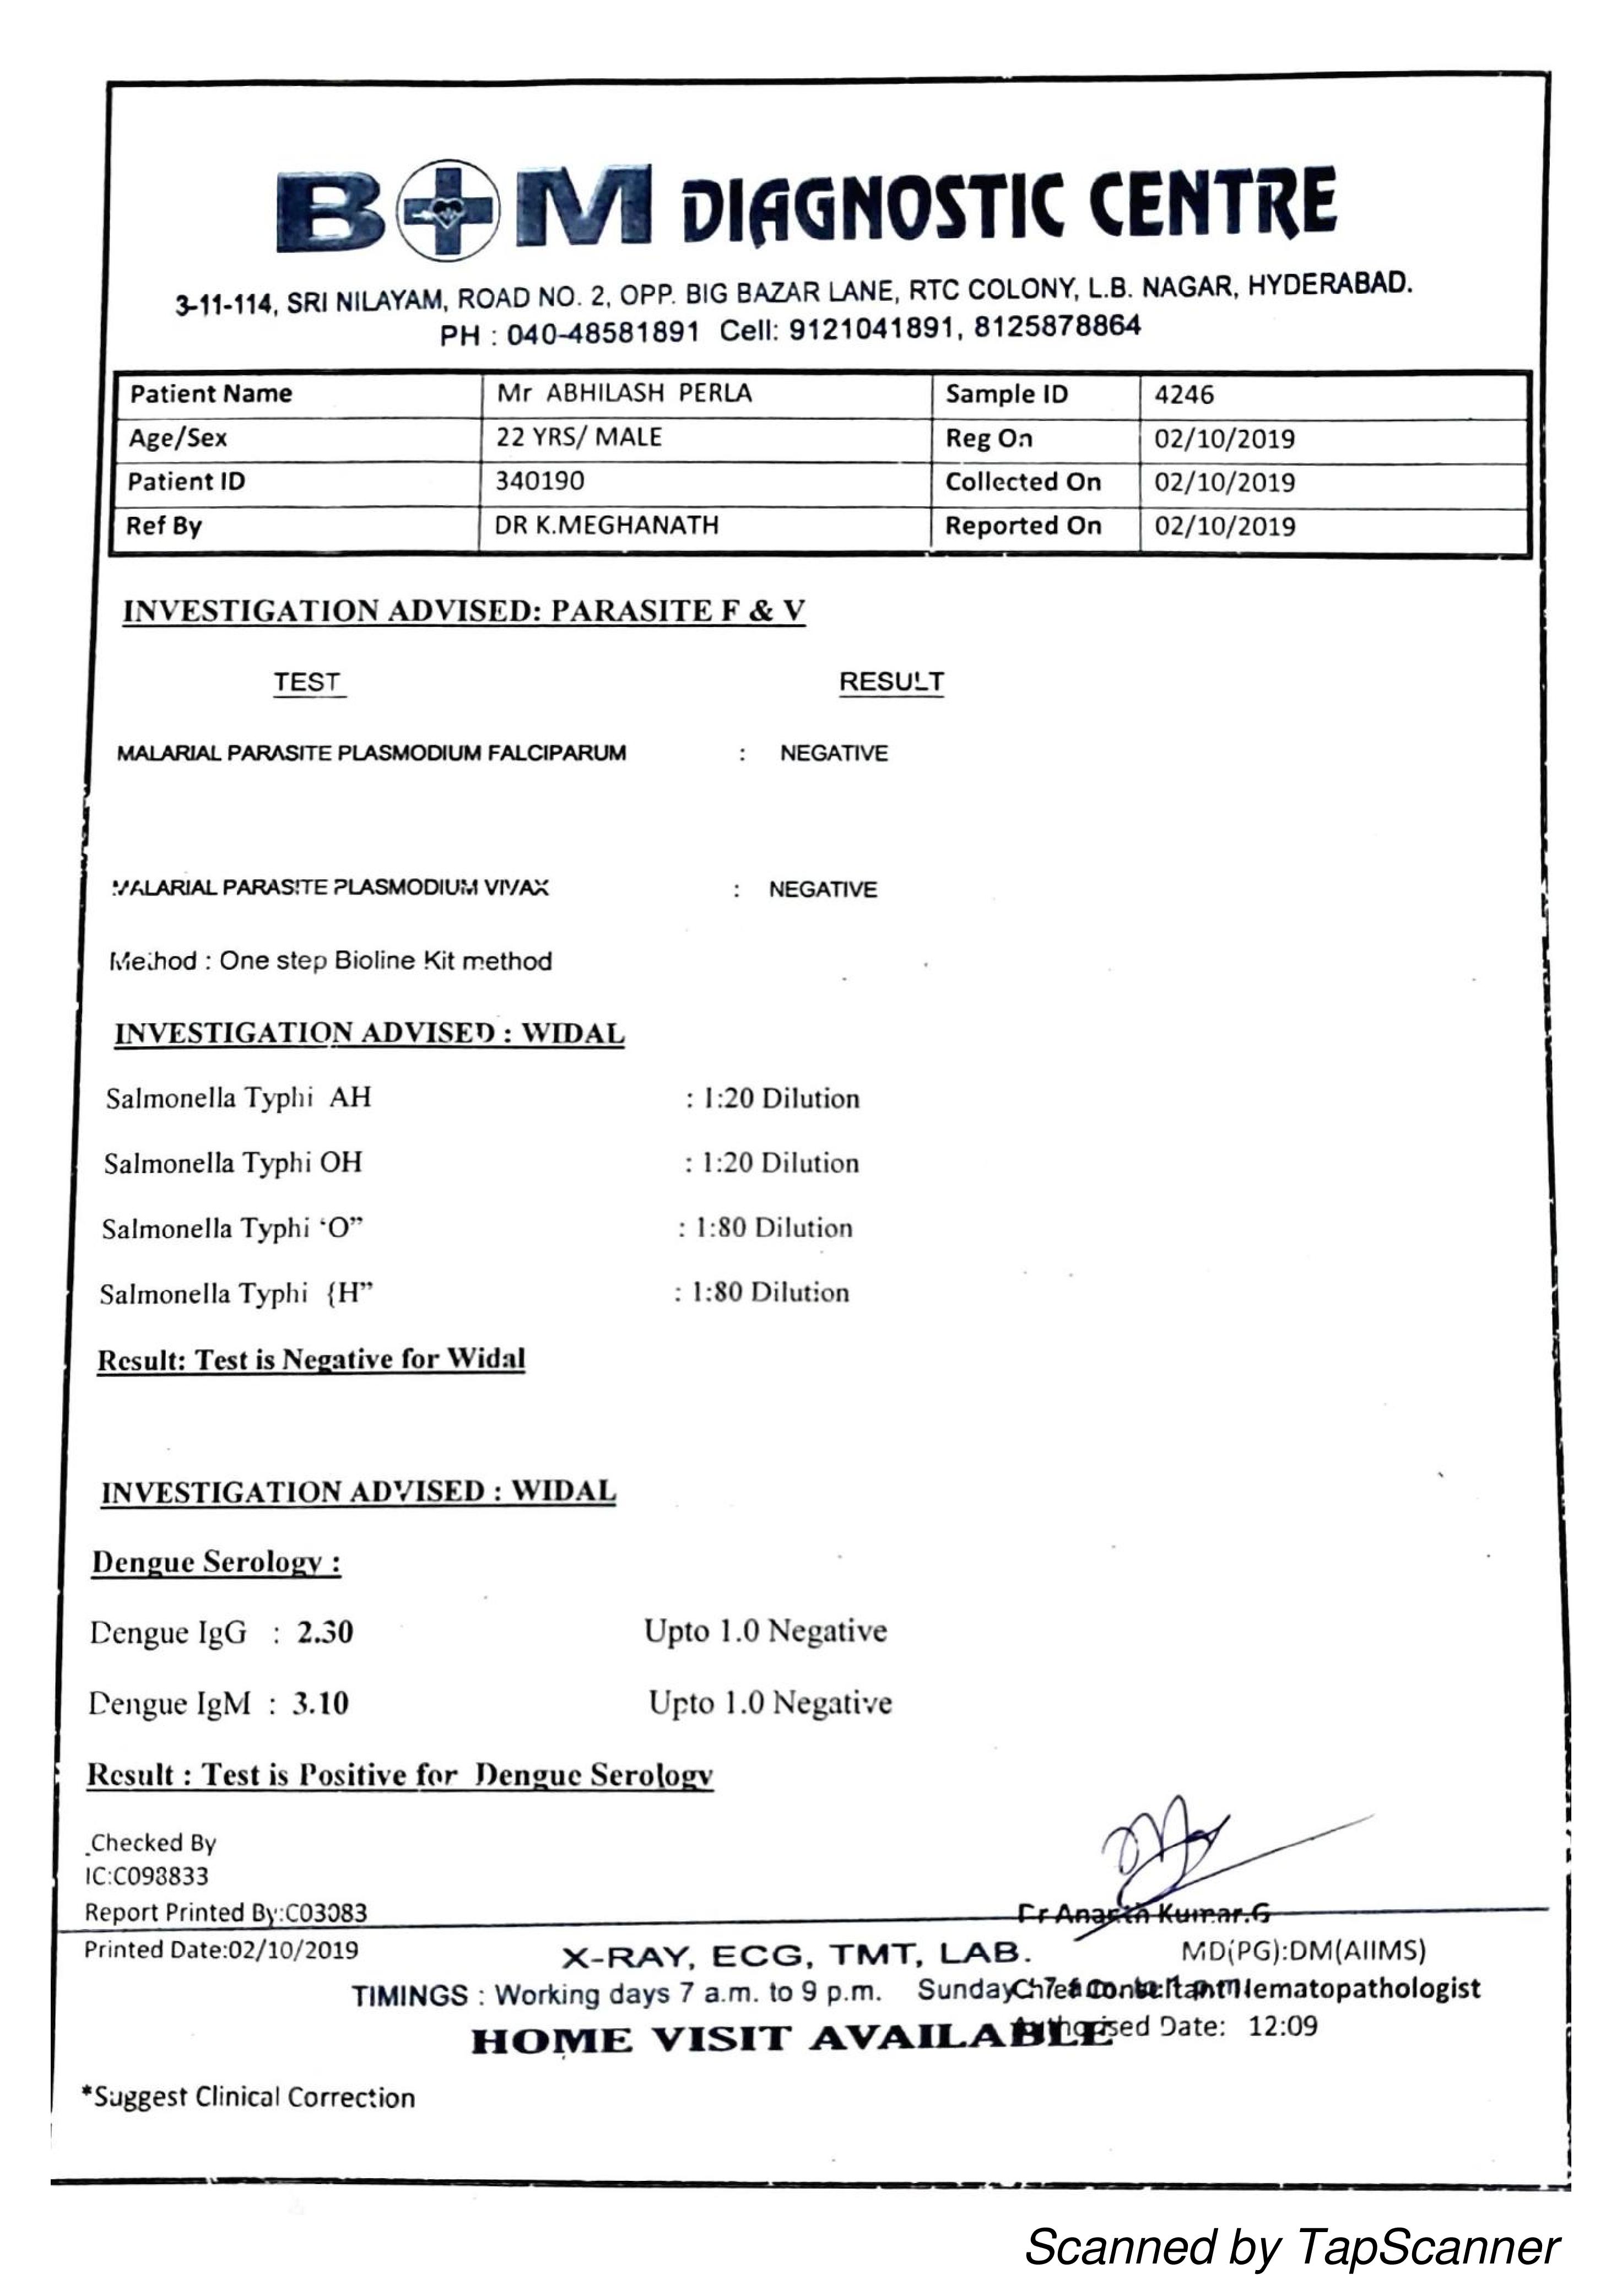 B M DIAGNOSTIC CENTRE
3-11-114, SRI NILAYAM, ROAD NO. 2, OPP. BIG BAZAR LANE, RTC COLONY, L.B. NAGAR, HYDERABAD.
PH : 040-48581891 Cell: 9121041891, 8125878864
Patient Name Mr ABHILASH PERLA Sample ID 4246
Age/Sex 22 YRS/ MALE Reg On 02/10/2019
Patient ID 340190 Collected On 02/10/2019
Ref By DR K.MEGHANATH Reported On 02/10/2019
INVESTIGATION ADVISED: PARASITE F & V
TEST RESULT
MALARIAL PARASITE PLASMODIUM FALCIPARUM : NEGATIVE
MALARIAL PARASITE PLASMODIUM VIVAX : NEGATIVE
Method : One step Bioline Kit method
INVESTIGATION ADVISED : WIDAL
Salmonella Typhi AH : 1:20 Dilution
Salmonella Typhi OH : 1:20 Dilution
Salmonella Typhi ‘O” : 1:80 Dilution
Salmonella Typhi {H” : 1:80 Dilution
Result: Test is Negative for Widal
INVESTIGATION ADVISED : WIDAL
Dengue Serology :
Dengue IgG : 2.30 Upto 1.0 Negative
Dengue IgM : 3.10 Upto 1.0 Negative
Result : Test is Positive for Dengue Serology
Checked By
IC:C098833
Report Printed By:C03083
Kumar.G
Printed Date:02/10/2019 X-RAY, ECG, TMT, LAB. MD(PG):DM(AIIMS)
TIMINGS : Working days 7 a.m. to 9 p.m. Sunday Hematopathologist
HOME VISIT AVAILABLE Authorised Date: 12:09
*Suggest Clinical Correction
Scanned by TapScanner